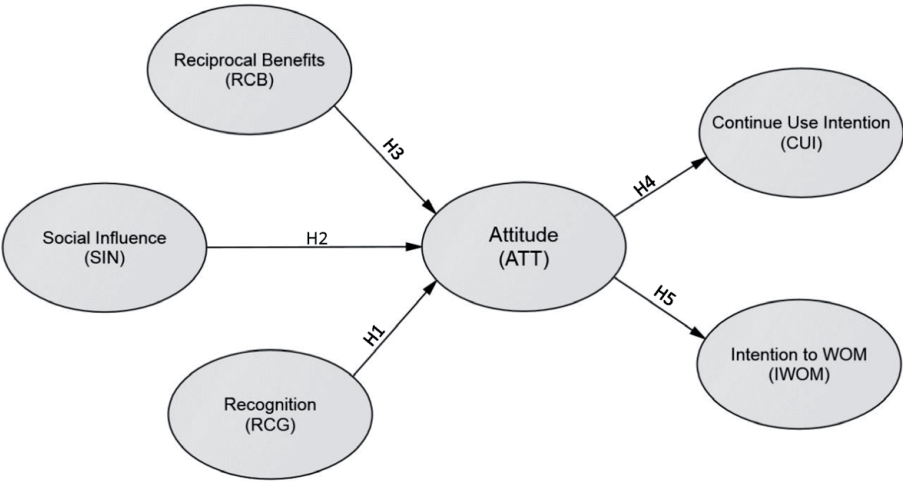 Reciprocal Benefits
(RCB)
H3
Continue Use Intention
(CUI)
H4
Social Influence
(SIN)
H2
Attitude
(ATT)
H5
H1
Intention to WOM
(IWOM)
Recognition
(RCG)